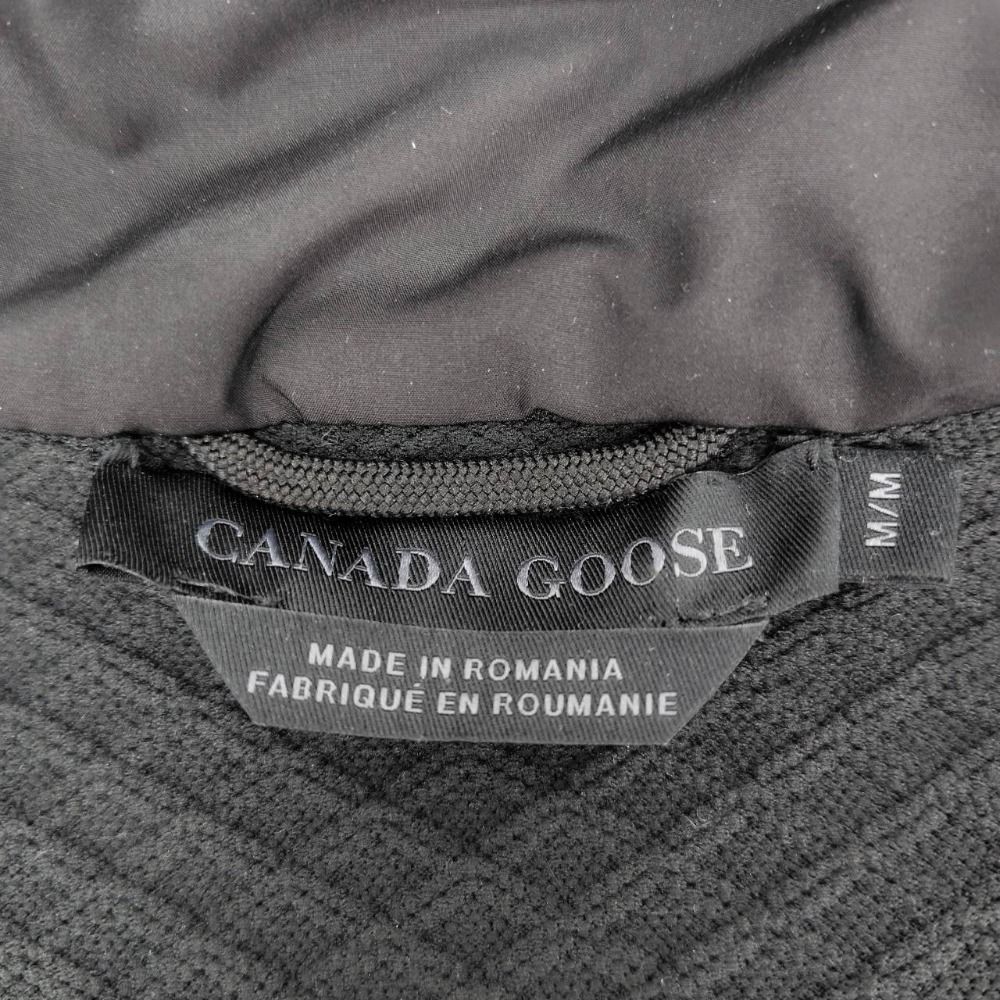 CANADA GOOSE
M/M
MADE IN ROMANIA
FABRIQUÉ EN ROUMANIE